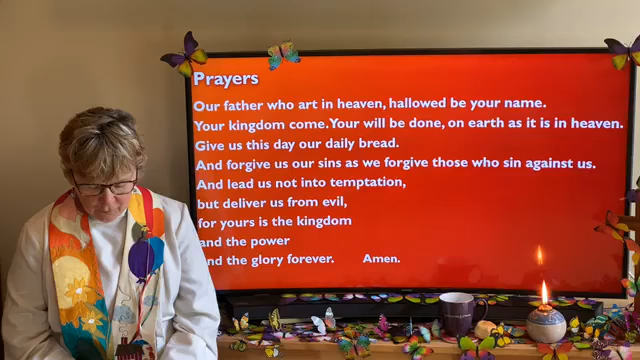 Prayers
Our father who art in heaven, hallowed be your name.
Your kingdom come. Your will be done, on earth as it is in heaven.
Give us this day our daily bread.
And forgive us our sins as we forgive those who sin against us.
And lead us not into temptation,
but deliver us from evil,
for yours is the kingdom
and the power
and the glory forever. Amen.